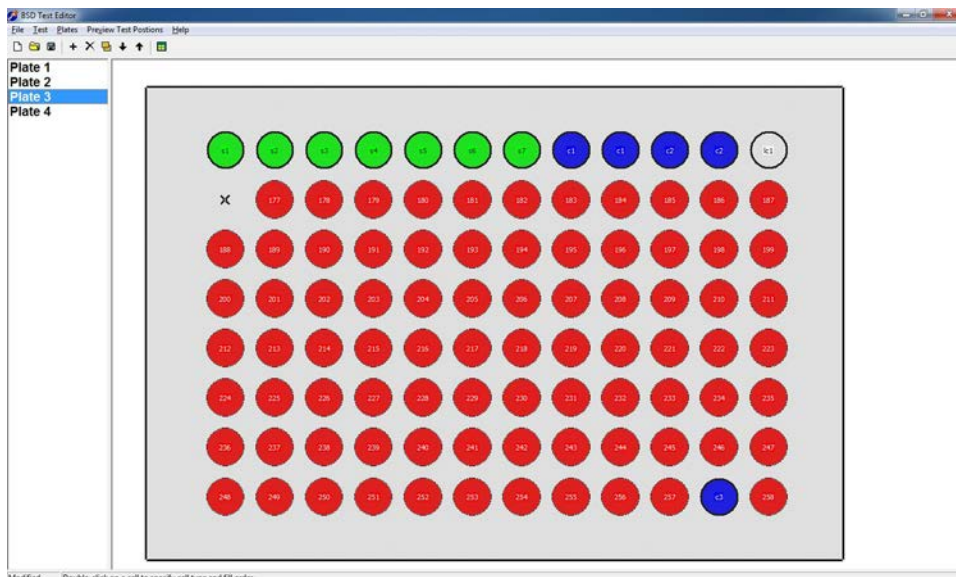 BSD Test Editor
File Test Plates Preview Test Postions Help
Plate 1
Plate 2
Plate 3
Plate 4
s1 s2 s3 s4 s5 s6 s7 c1 c1 c2 c2 lc1
177 178 179 180 181 182 183 184 185 186 187
188 189 190 191 192 193 194 195 196 197 198 199
200 201 202 203 204 205 206 207 208 209 210 211
212 213 214 215 216 217 218 219 220 221 222 223
224 225 226 227 228 229 230 231 232 233 234 235
236 237 238 239 240 241 242 243 244 245 246 247
248 249 250 251 252 253 254 255 256 257 c3 258
Modified Double-click on a cell to specify cell type and fill order